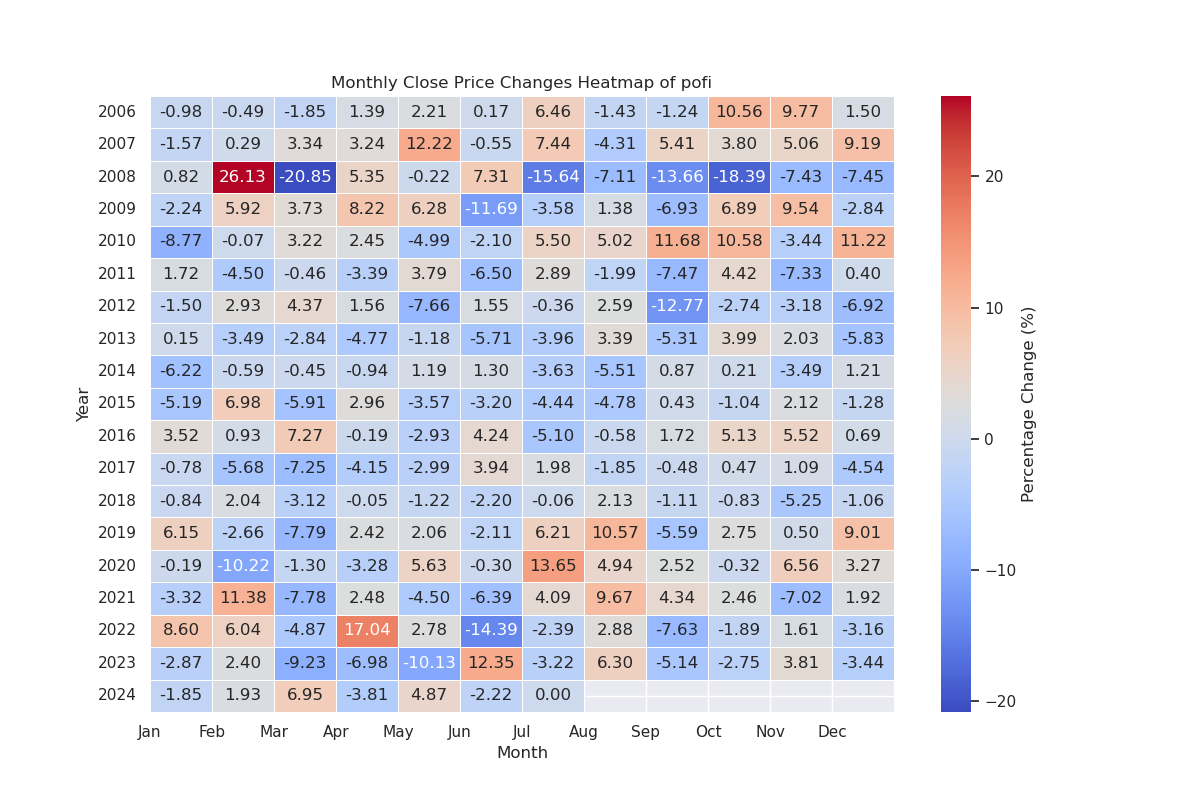 Monthly Close Price Changes Heatmap of pofi
2006 -0.98 -0.49 -1.85 1.39 2.21 0.17 6.46 -1.43 -1.24 10.56 9.77 1.50
2007 -1.57 0.29 3.34 3.24 12.22 -0.55 7.44 -4.31 5.41 3.80 5.06 9.19
2008 0.82 26.13 -20.85 5.35 -0.22 7.31 -15.64 -7.11 -13.66 -18.39 -7.43 -7.45
2009 -2.24 5.92 3.73 8.22 6.28 -11.69 -3.58 1.38 -6.93 6.89 9.54 -2.84
2010 -8.77 -0.07 3.22 2.45 -4.99 -2.10 5.50 5.02 11.68 10.58 -3.44 11.22
2011 1.72 -4.50 -0.46 -3.39 3.79 -6.50 2.89 -1.99 -7.47 4.42 -7.33 0.40
2012 -1.50 2.93 4.37 1.56 -7.66 1.55 -0.36 2.59 -12.77 -2.74 -3.18 -6.92
2013 0.15 -3.49 -2.84 -4.77 -1.18 -5.71 -3.96 3.39 -5.31 3.99 2.03 -5.83
2014 -6.22 -0.59 -0.45 -0.94 1.19 1.30 -3.63 -5.51 0.87 0.21 -3.49 1.21
2015 -5.19 6.98 -5.91 2.96 -3.57 -3.20 -4.44 -4.78 0.43 -1.04 2.12 -1.28
2016 3.52 0.93 7.27 -0.19 -2.93 4.24 -5.10 -0.58 1.72 5.13 5.52 0.69
2017 -0.78 -5.68 -7.25 -4.15 -2.99 3.94 1.98 -1.85 -0.48 0.47 1.09 -4.54
2018 -0.84 2.04 -3.12 -0.05 -1.22 -2.20 -0.06 2.13 -1.11 -0.83 -5.25 -1.06
2019 6.15 -2.66 -7.79 2.42 2.06 -2.11 6.21 10.57 -5.59 2.75 0.50 9.01
2020 -0.19 -10.22 -1.30 -3.28 5.63 -0.30 13.65 4.94 2.52 -0.32 6.56 3.27
2021 -3.32 11.38 -7.78 2.48 -4.50 -6.39 4.09 9.67 4.34 2.46 -7.02 1.92
2022 8.60 6.04 -4.87 17.04 2.78 -14.39 -2.39 2.88 -7.63 -1.89 1.61 -3.16
2023 -2.87 2.40 -9.23 -6.98 -10.13 12.35 -3.22 6.30 -5.14 -2.75 3.81 -3.44
2024 -1.85 1.93 6.95 -3.81 4.87 -2.22 0.00
Jan Feb Mar Apr May Jun Jul Aug Sep Oct Nov Dec
Month
Year
20
10
0
−10
−20
Percentage Change (%)